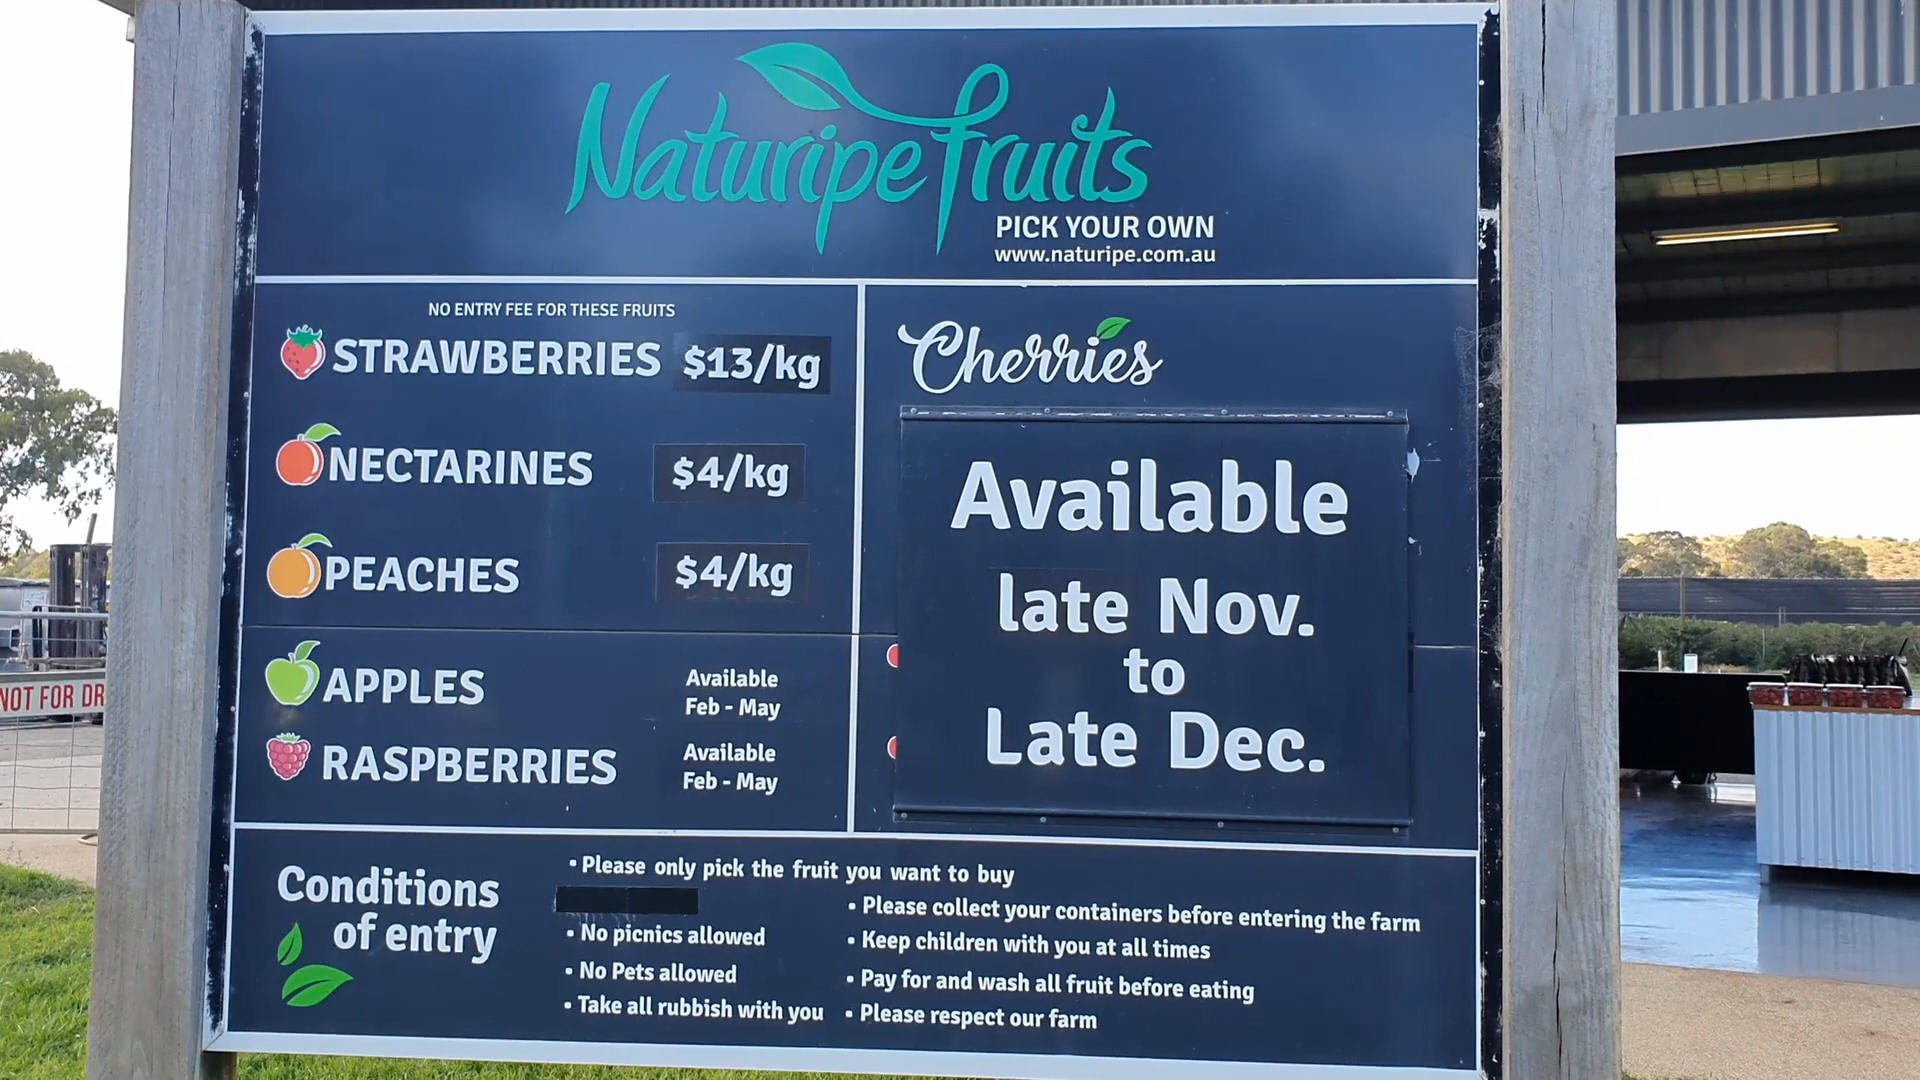 Naturipe fruits
PICK YOUR OWN
www.naturipe.com.au
NO ENTRY FEE FOR THESE FRUITS
STRAWBERRIES $13/kg
NECTARINES $4/kg
PEACHES $4/kg
APPLES
Available
Feb - May
RASPBERRIES
Available
Feb - May
Cherries
Available
late Nov.
to
Late Dec.
Conditions
of entry
• Please only pick the fruit you want to buy
• No picnics allowed
• No Pets allowed
• Take all rubbish with you
• Please collect your containers before entering the farm
• Keep children with you at all times
• Pay for and wash all fruit before eating
• Please respect our farm
NOT FOR DR